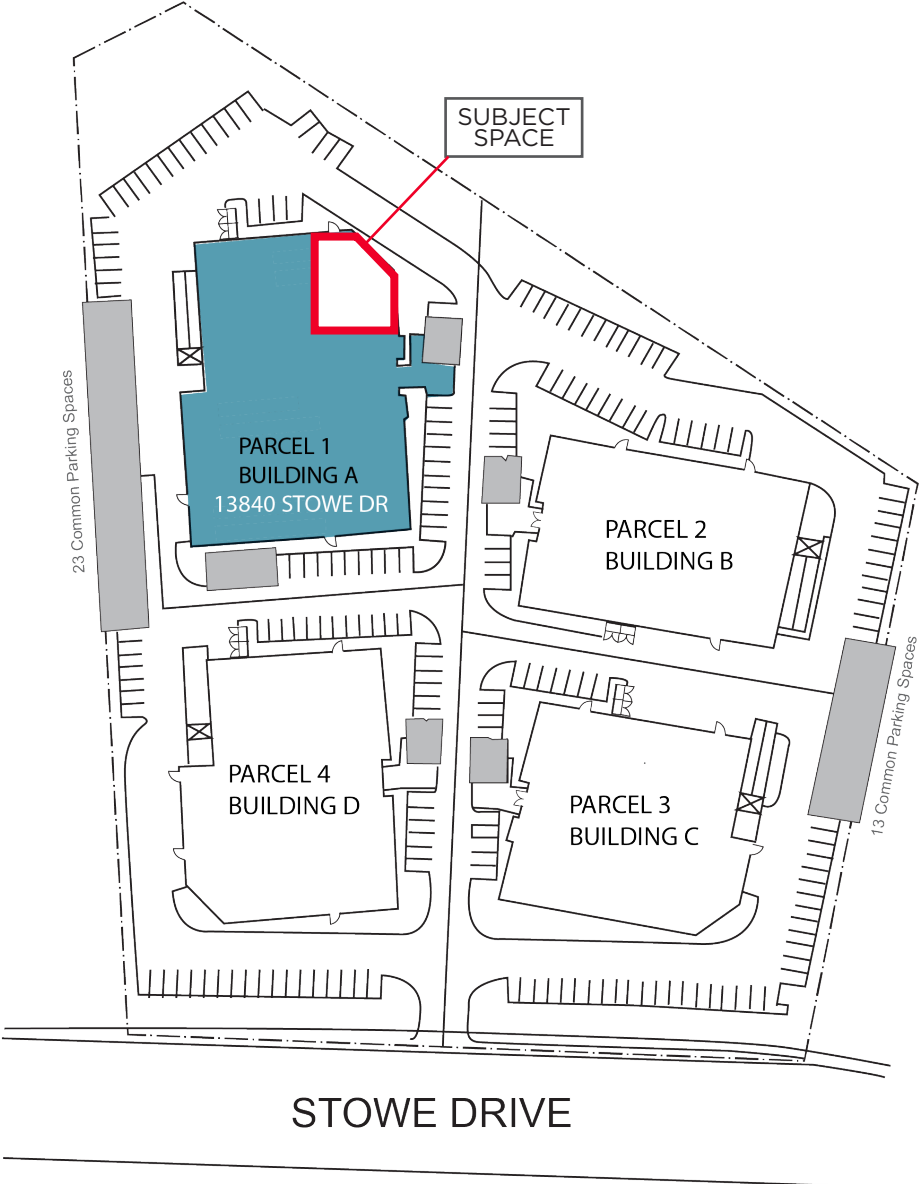 SUBJECT
SPACE
23 Common Parking Spaces
PARCEL 1
BUILDING A
13840 STOWE DR
PARCEL 2
BUILDING B
13 Common Parking Spaces
PARCEL 4
BUILDING D
PARCEL 3
BUILDING C
STOWE DRIVE